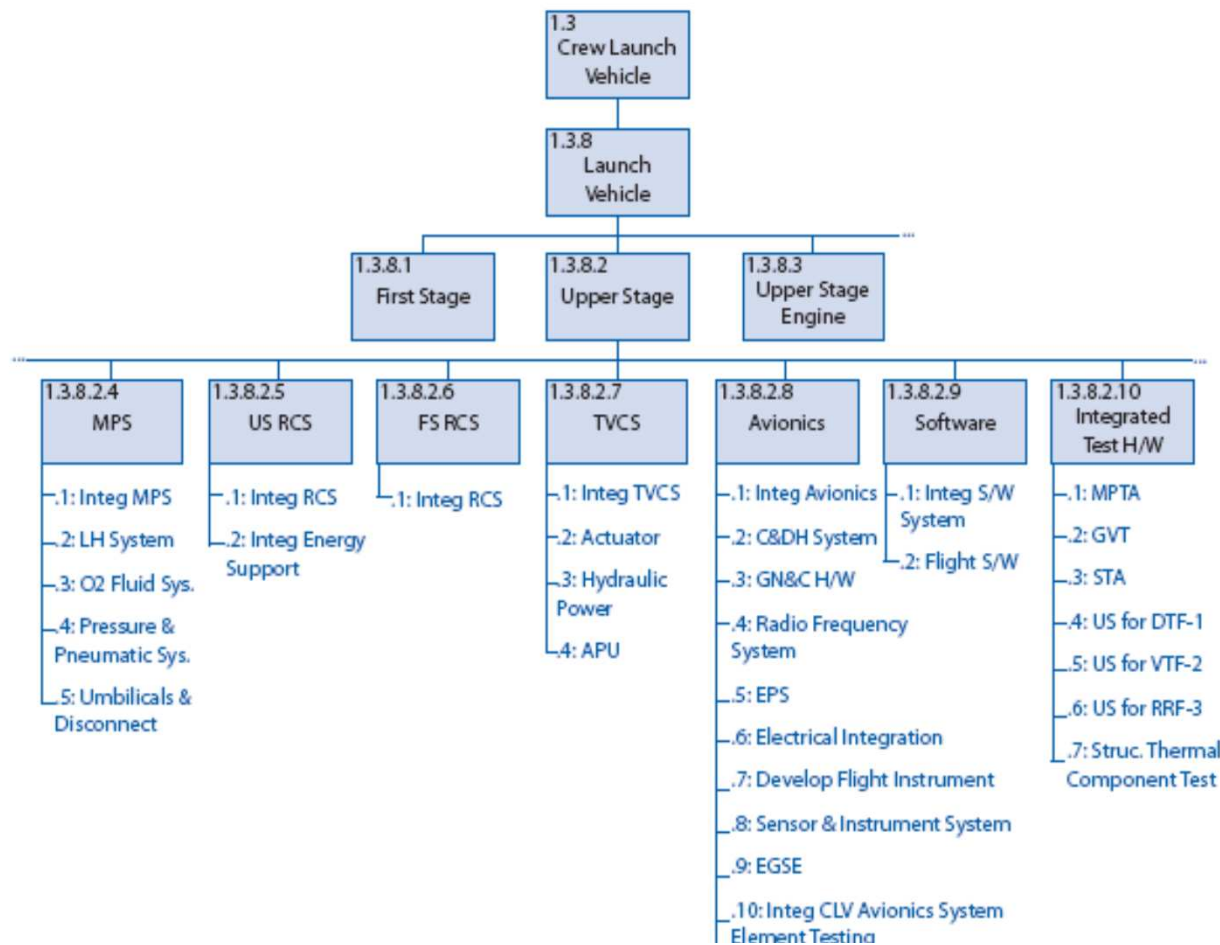 1.3
Crew Launch
Vehicle
1.3.8
Launch
Vehicle
...
1.3.8.1
First Stage
1.3.8.2
Upper Stage
1.3.8.3
Upper Stage
Engine
...
...
1.3.8.2.4
MPS
.1: Integ MPS
.2: LH System
.3: O2 Fluid Sys.
.4: Pressure &
Pneumatic Sys.
.5: Umbilicals &
Disconnect
1.3.8.2.5
US RCS
.1: Integ RCS
.2: Integ Energy
Support
1.3.8.2.6
FS RCS
.1: Integ RCS
1.3.8.2.7
TVCS
.1: Integ TVCS
.2: Actuator
.3: Hydraulic
Power
.4: APU
1.3.8.2.8
Avionics
.1: Integ Avionics
.2: C&DH System
.3: GN&C H/W
.4: Radio Frequency
System
.5: EPS
.6: Electrical Integration
.7: Develop Flight Instrument
.8: Sensor & Instrument System
.9: EGSE
.10: Integ CLV Avionics System
Element Testing
1.3.8.2.9
Software
.1: Integ S/W
System
.2: Flight S/W
1.3.8.2.10
Integrated
Test H/W
.1: MPTA
.2: GVT
.3: STA
.4: US for DTF-1
.5: US for VTF-2
.6: US for RRF-3
.7: Struc. Thermal
Component Test